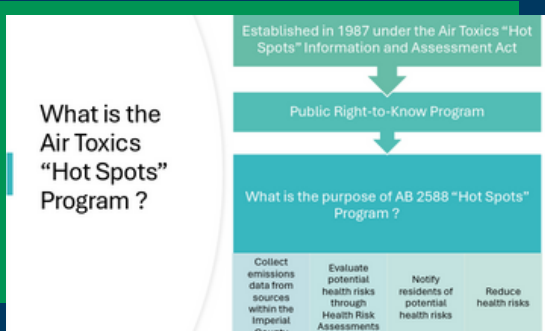 What is the
Air Toxics
“Hot Spots”
Program ?
Established in 1987 under the Air Toxics “Hot
Spots” Information and Assessment Act
Public Right-to-Know Program
What is the purpose of AB 2588 “Hot Spots”
Program ?
Collect
emissions
data from
sources
within the
Imperial
County
Evaluate
potential
health risks
through
Health Risk
Assessments
Notify
residents of
potential
health risks
Reduce
health risks